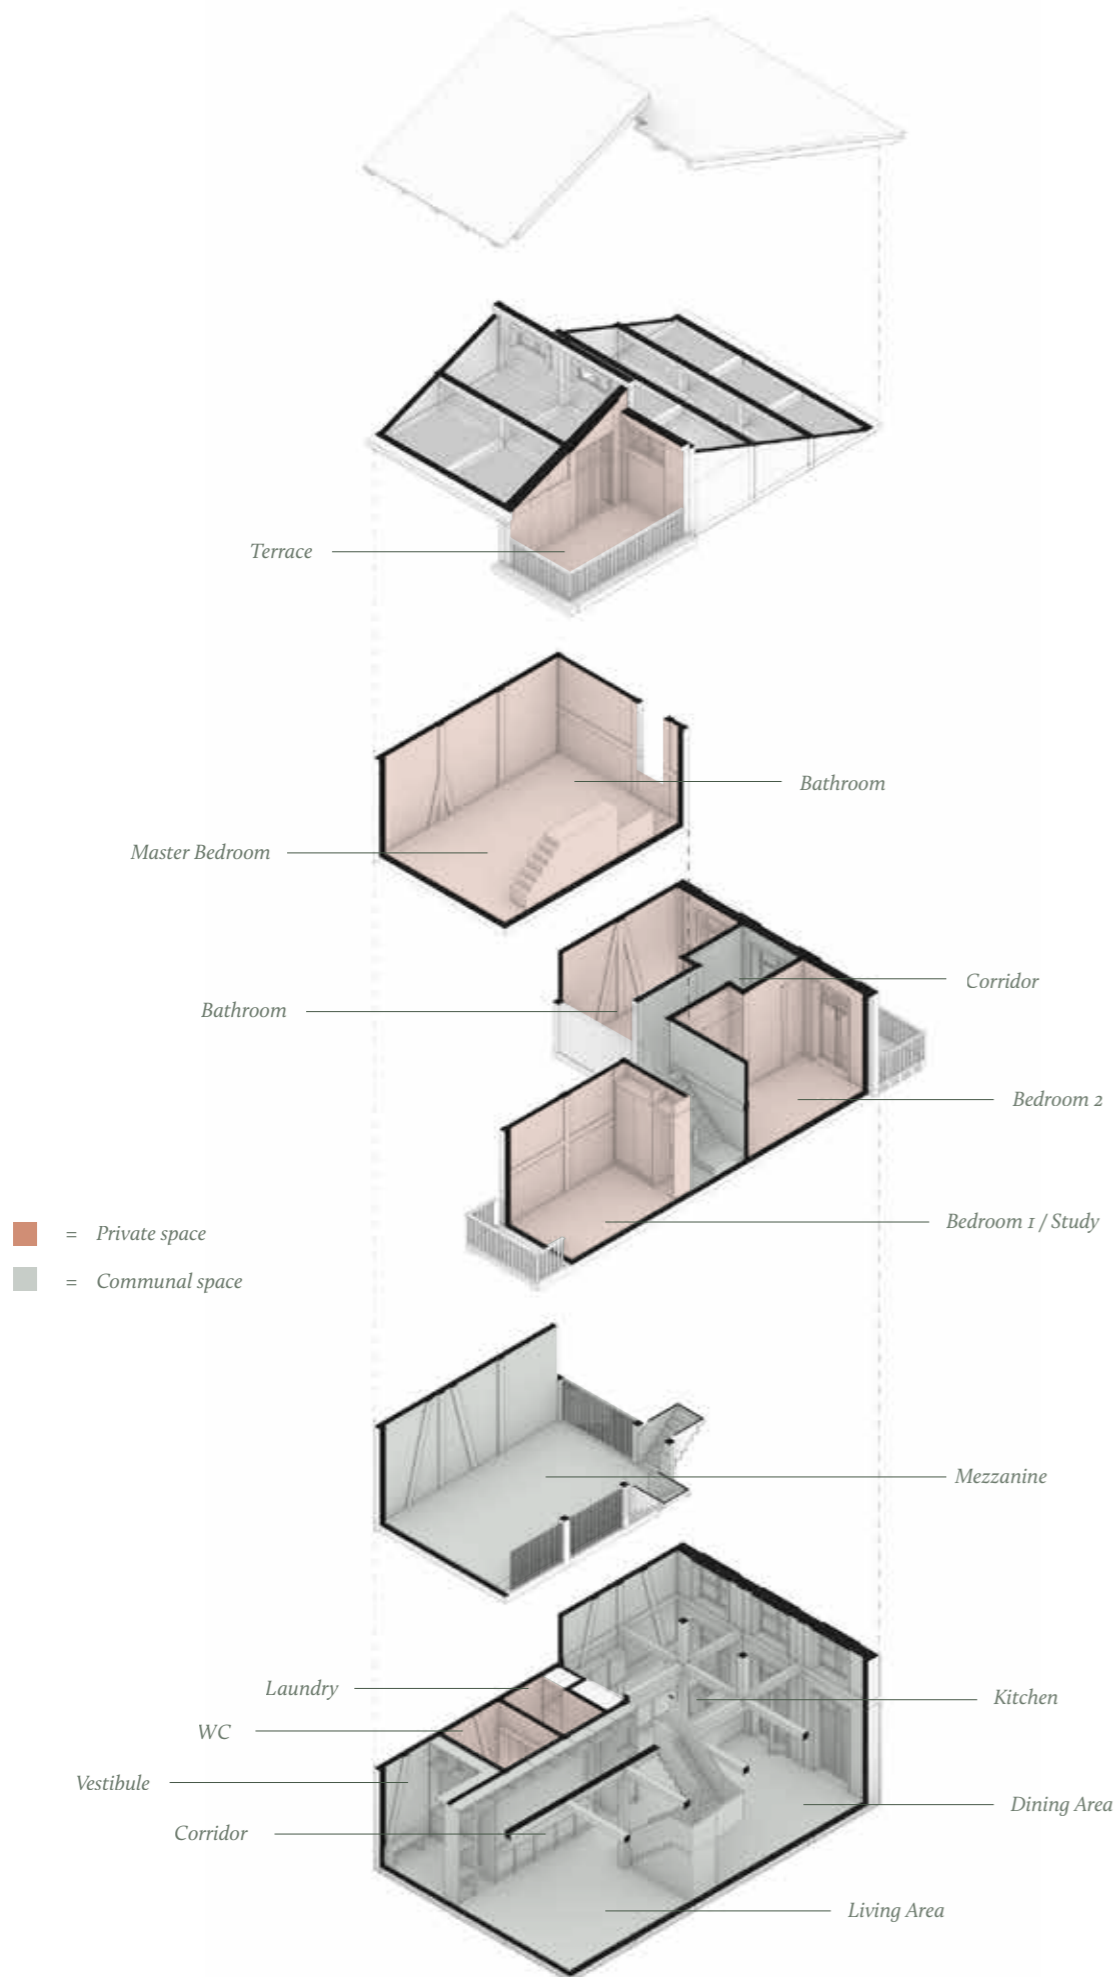 Terrace
Bathroom
Master Bedroom
Corridor
Bathroom
Bedroom 2
Bedroom 1 / Study
= Private space
= Communal space
Mezzanine
Laundry
Kitchen
WC
Vestibule
Dining Area
Corridor
Living Area